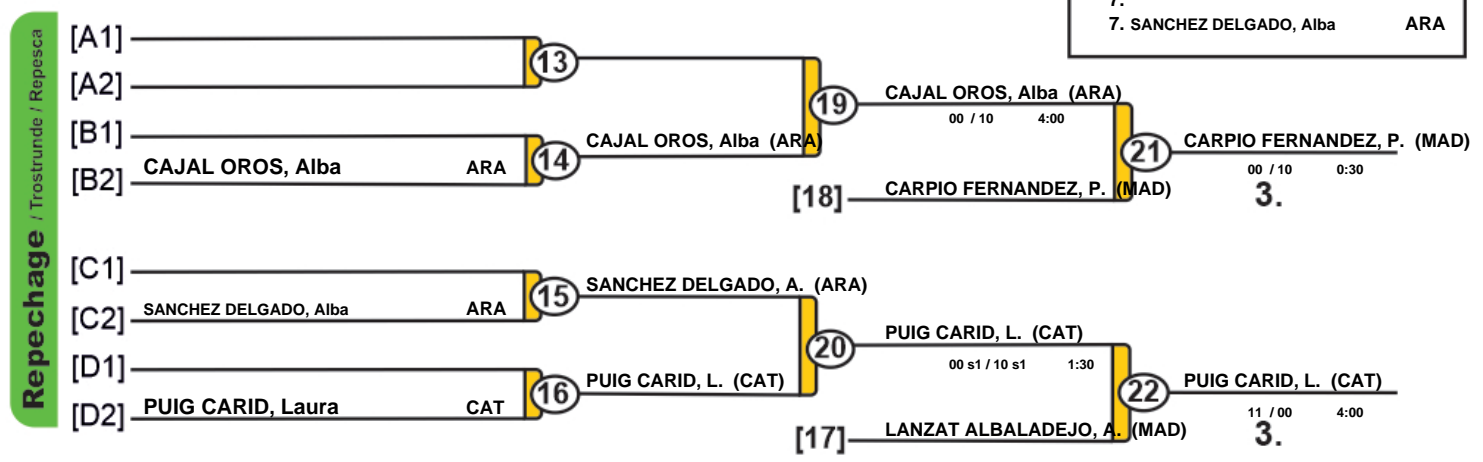 7.
7. SANCHEZ DELGADO, Alba ARA
Repechage / Trostrunde / Repesca
[A1]
13
[A2]
19
CAJAL OROS, Alba (ARA)
00 / 10 4:00
[B1]
CAJAL OROS, Alba ARA
14
CAJAL OROS, Alba (ARA)
[B2]
21
CARPIO FERNANDEZ, P. (MAD)
00 / 10 0:30
3.
[18]
CARPIO FERNANDEZ, P. (MAD)
[C1]
SANCHEZ DELGADO, Alba ARA
15
SANCHEZ DELGADO, A. (ARA)
[C2]
20
PUIG CARID, L. (CAT)
00 s1 / 10 s1 1:30
[D1]
PUIG CARID, Laura CAT
16
PUIG CARID, L. (CAT)
[D2]
22
PUIG CARID, L. (CAT)
11 / 00 4:00
3.
[17]
LANZAT ALBALADEJO, A. (MAD)